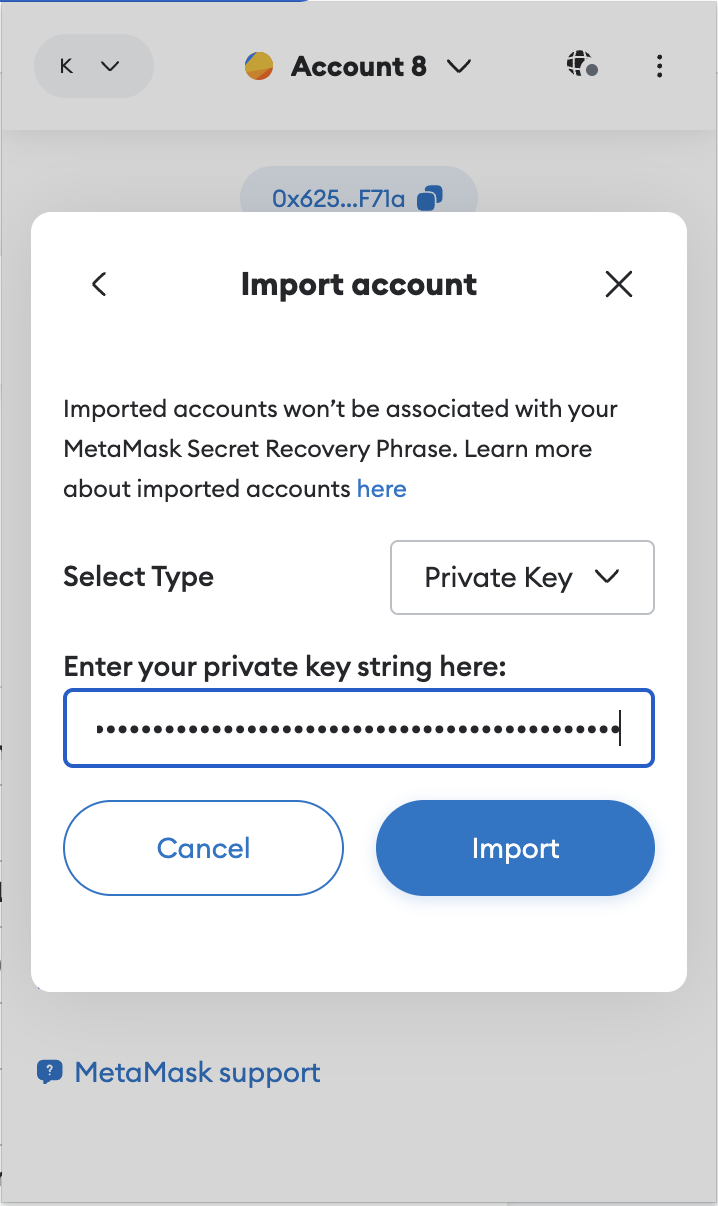 K
Account 8
0x625...F71a
Import account
Imported accounts won’t be associated with your
MetaMask Secret Recovery Phrase. Learn more
about imported accounts here
Select Type
Private Key
Enter your private key string here:
Cancel
Import
MetaMask support